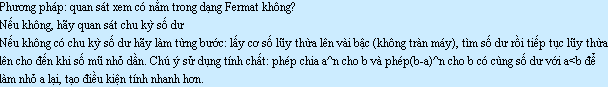 Phương pháp: quan sát xem có nằm trong dạng Fermat không?
Nếu không, hãy quan sát chu kỳ số dư
Nếu không có chu kỳ số dư hãy làm từng bước: lấy cơ số lũy thừa lên vài bậc (không tràn máy), tìm số dư rồi tiếp tục lũy thừa
lên cho đến khi số mũ nhỏ dần. Chú ý sử dụng tính chất: phép chia a^n cho b và phép(b-a)^n cho b có cùng số dư với a<b để
làm nhỏ a lại, tạo điều kiện tính nhanh hơn.